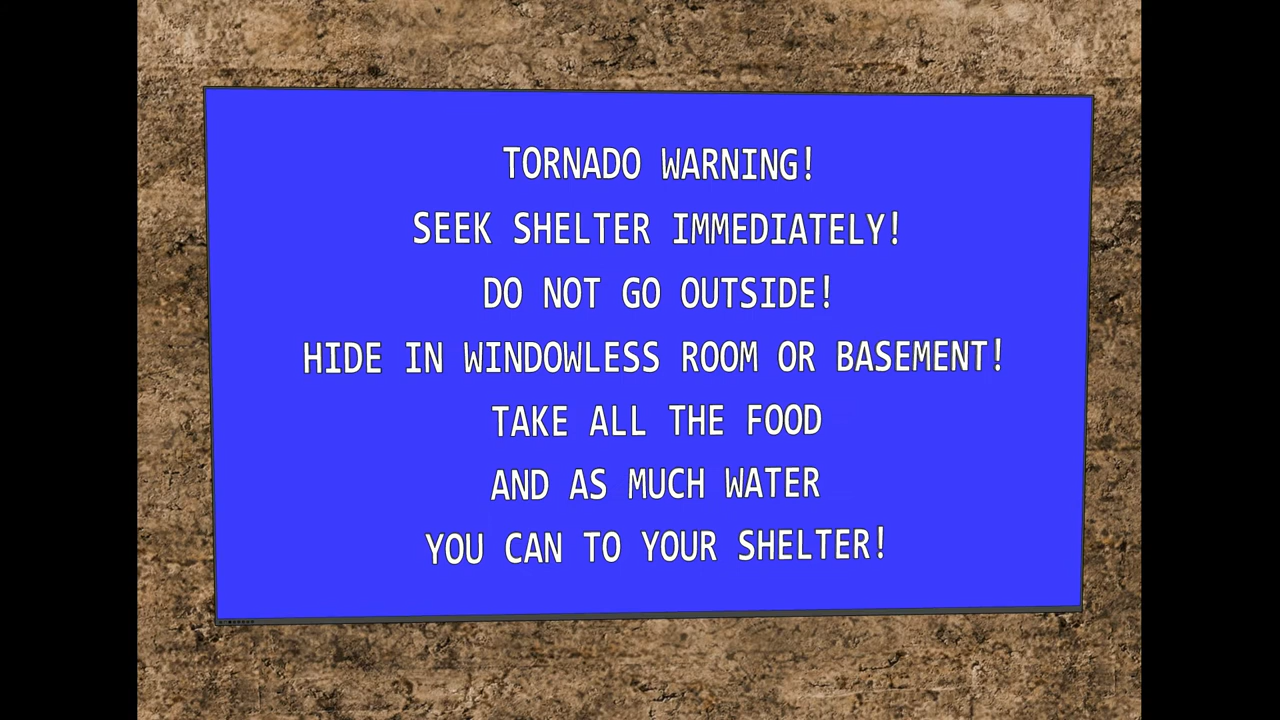 TORNADO WARNING!
SEEK SHELTER IMMEDIATELY!
DO NOT GO OUTSIDE!
HIDE IN WINDOWLESS ROOM OR BASEMENT!
TAKE ALL THE FOOD
AND AS MUCH WATER
YOU CAN TO YOUR SHELTER!